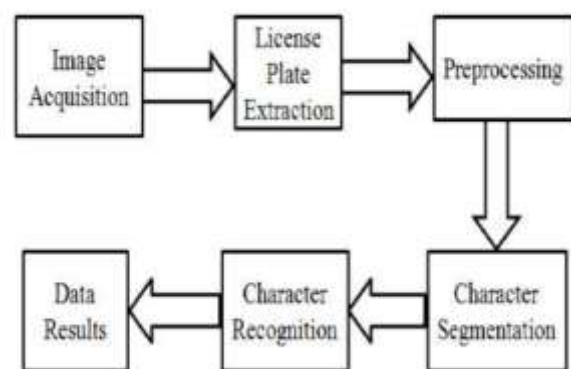 Image
Acquisition
License
Plate
Extraction
Preprocessing
Character
Segmentation
Character
Recognition
Data
Results